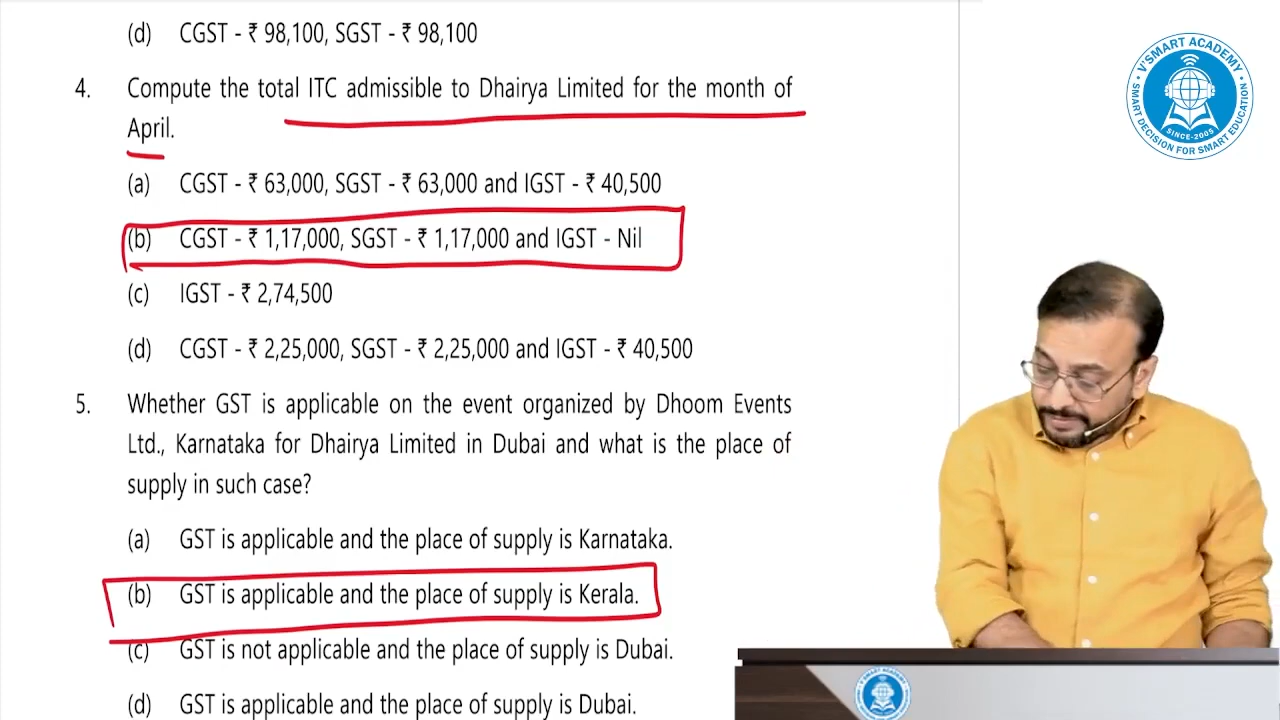 (d) CGST - ₹ 98,100, SGST - ₹ 98,100
4. Compute the total ITC admissible to Dhairya Limited for the month of
April.
(a) CGST - ₹ 63,000, SGST - ₹ 63,000 and IGST - ₹ 40,500
(b) CGST - ₹ 1,17,000, SGST - ₹ 1,17,000 and IGST - Nil
(c) IGST - ₹ 2,74,500
(d) CGST - ₹ 2,25,000, SGST - ₹ 2,25,000 and IGST - ₹ 40,500
5. Whether GST is applicable on the event organized by Dhoom Events
Ltd., Karnataka for Dhairya Limited in Dubai and what is the place of
supply in such case?
(a) GST is applicable and the place of supply is Karnataka.
(b) GST is applicable and the place of supply is Kerala.
(c) GST is not applicable and the place of supply is Dubai.
(d) GST is applicable and the place of supply is Dubai.
V'SMART ACADEMY
SMART DECISION FOR SMART EDUCATION
SINCE-2005